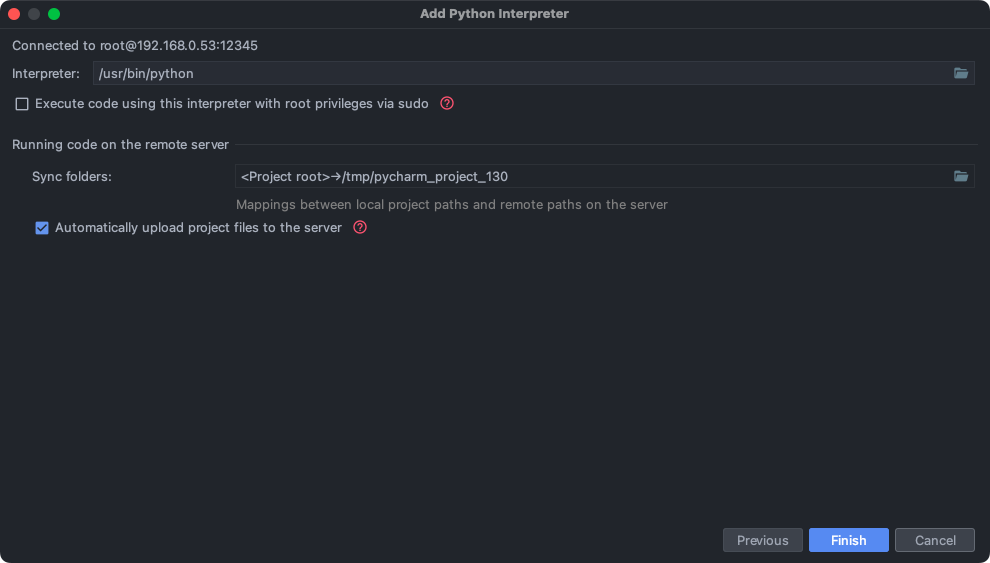 Add Python Interpreter
Connected to root@192.168.0.53:12345
Interpreter: /usr/bin/python
Execute code using this interpreter with root privileges via sudo ?
Running code on the remote server
Sync folders: <Project root>→/tmp/pycharm_project_130
Mappings between local project paths and remote paths on the server
Automatically upload project files to the server ?
Previous Finish Cancel